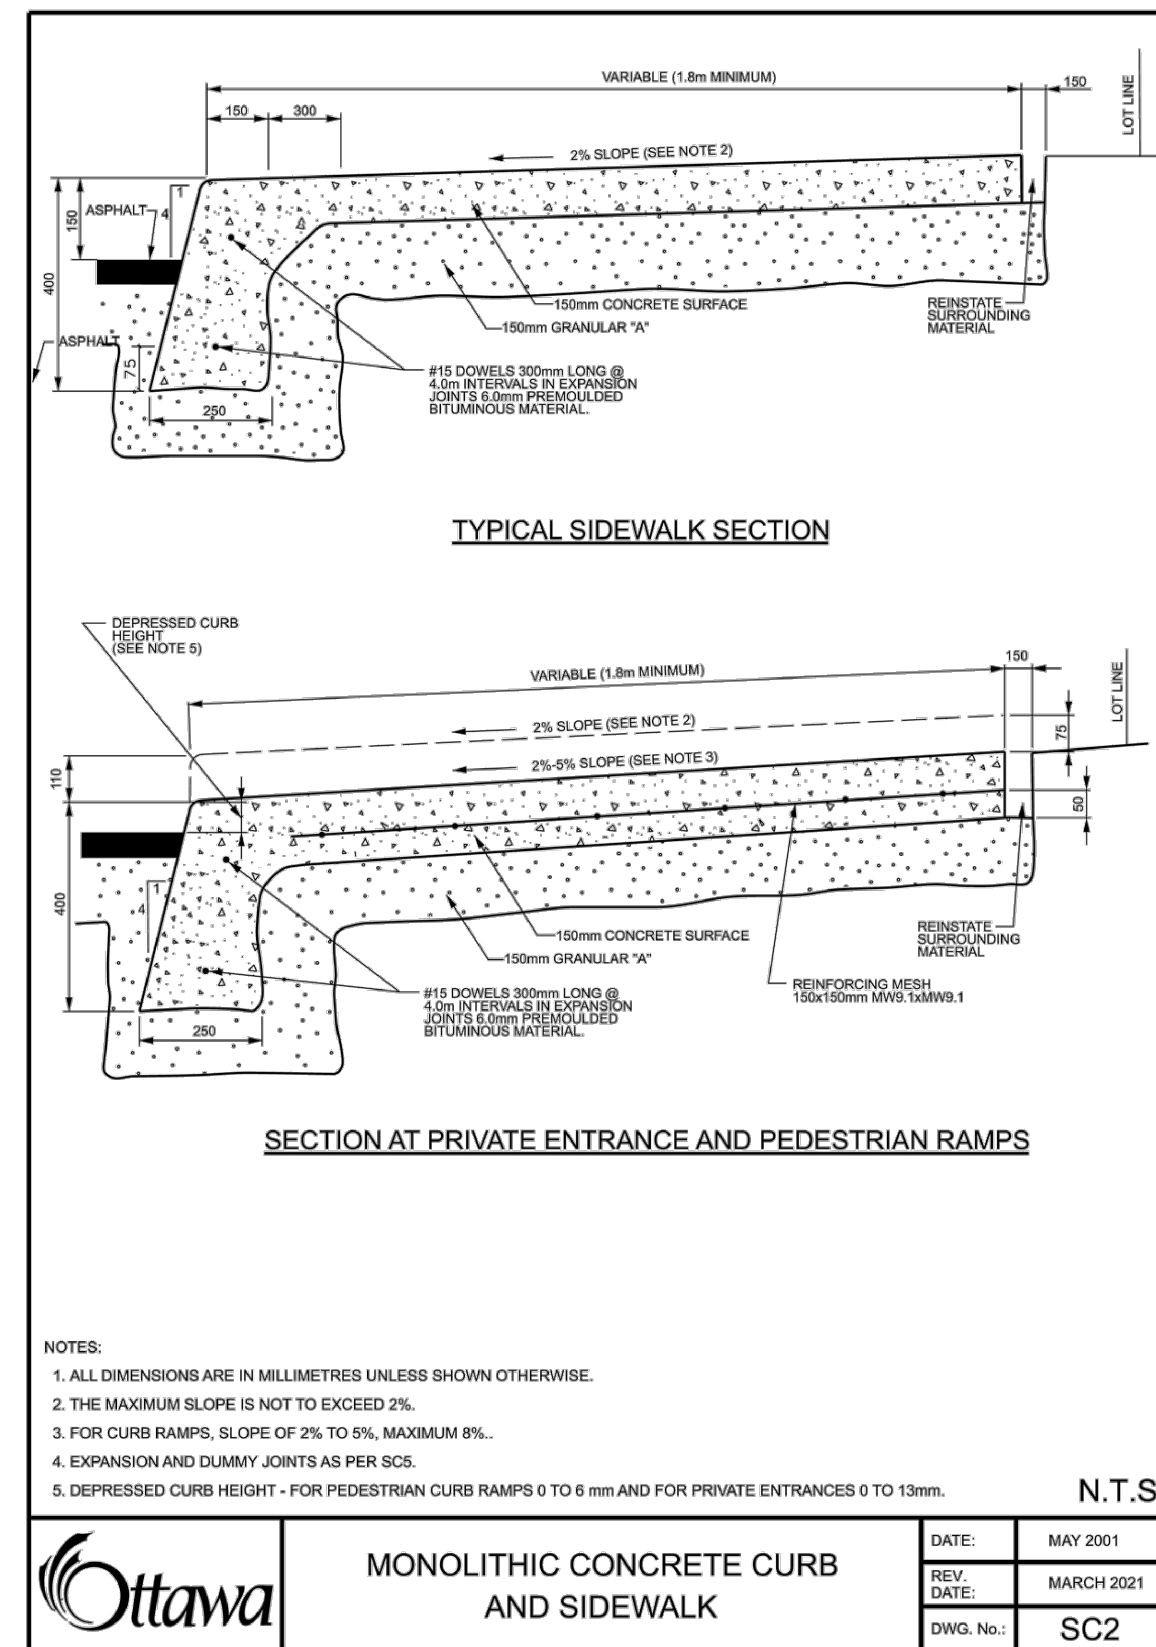 VARIABLE (1.8m MINIMUM)
150
LOT LINE
150
300
2% SLOPE (SEE NOTE 2)
1
4
ASPHALT
150
400
ASPHALT
75
250
150mm CONCRETE SURFACE
150mm GRANULAR "A"
REINSTATE
SURROUNDING
MATERIAL
#15 DOWELS 300mm LONG @
4.0m INTERVALS IN EXPANSION
JOINTS 6.0mm PREMOULDED
BITUMINOUS MATERIAL.
TYPICAL SIDEWALK SECTION
DEPRESSED CURB
HEIGHT
(SEE NOTE 5)
VARIABLE (1.8m MINIMUM)
150
LOT LINE
2% SLOPE (SEE NOTE 2)
75
2%-5% SLOPE (SEE NOTE 3)
110
50
400
1
4
150mm CONCRETE SURFACE
150mm GRANULAR "A"
REINSTATE
SURROUNDING
MATERIAL
REINFORCING MESH
150x150mm MW9.1xMW9.1
#15 DOWELS 300mm LONG @
4.0m INTERVALS IN EXPANSION
JOINTS 6.0mm PREMOULDED
BITUMINOUS MATERIAL.
250
SECTION AT PRIVATE ENTRANCE AND PEDESTRIAN RAMPS
NOTES:
1. ALL DIMENSIONS ARE IN MILLIMETRES UNLESS SHOWN OTHERWISE.
2. THE MAXIMUM SLOPE IS NOT TO EXCEED 2%.
3. FOR CURB RAMPS, SLOPE OF 2% TO 5%, MAXIMUM 8%..
4. EXPANSION AND DUMMY JOINTS AS PER SC5.
5. DEPRESSED CURB HEIGHT - FOR PEDESTRIAN CURB RAMPS 0 TO 6 mm AND FOR PRIVATE ENTRANCES 0 TO 13mm.
N.T.S
Ottawa
MONOLITHIC CONCRETE CURB
AND SIDEWALK
DATE: MAY 2001
REV.
DATE: MARCH 2021
DWG. No.: SC2